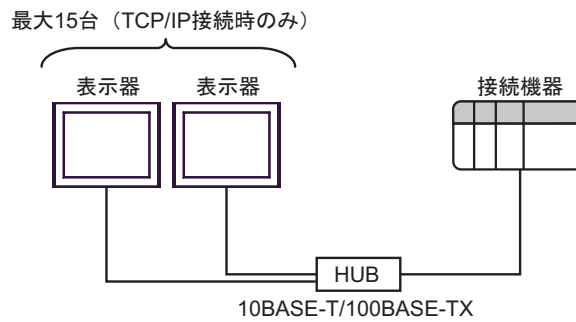 最大15台（TCP/IP接続時のみ）
表示器 表示器 接続機器
HUB
10BASE-T/100BASE-TX